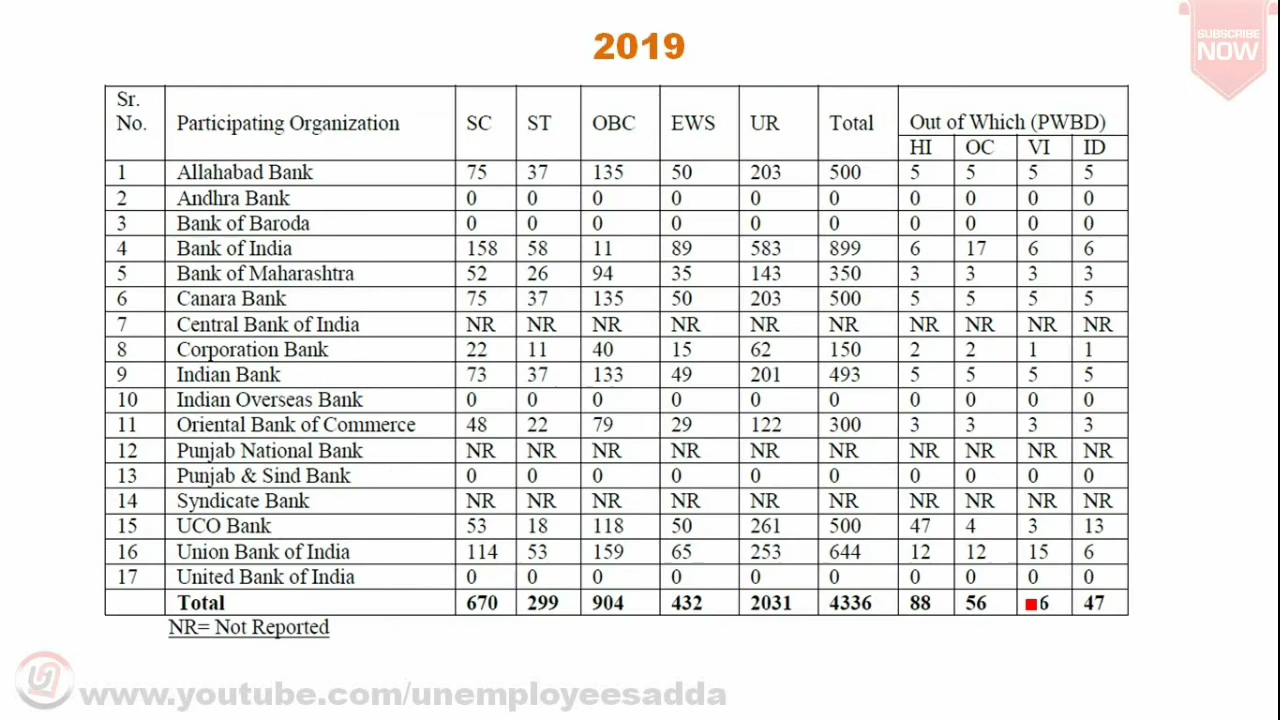 2019
SUBSCRIBE
NOW
Sr. No. Participating Organization SC ST OBC EWS UR Total Out of Which (PWBD)
HI OC VI ID
1 Allahabad Bank 75 37 135 50 203 500 5 5 5 5
2 Andhra Bank 0 0 0 0 0 0 0 0 0 0
3 Bank of Baroda 0 0 0 0 0 0 0 0 0 0
4 Bank of India 158 58 11 89 583 899 6 17 6 6
5 Bank of Maharashtra 52 26 94 35 143 350 3 3 3 3
6 Canara Bank 75 37 135 50 203 500 5 5 5 5
7 Central Bank of India NR NR NR NR NR NR NR NR NR NR
8 Corporation Bank 22 11 40 15 62 150 2 2 1 1
9 Indian Bank 73 37 133 49 201 493 5 5 5 5
10 Indian Overseas Bank 0 0 0 0 0 0 0 0 0 0
11 Oriental Bank of Commerce 48 22 79 29 122 300 3 3 3 3
12 Punjab National Bank NR NR NR NR NR NR NR NR NR NR
13 Punjab & Sind Bank 0 0 0 0 0 0 0 0 0 0
14 Syndicate Bank NR NR NR NR NR NR NR NR NR NR
15 UCO Bank 53 18 118 50 261 500 47 4 3 13
16 Union Bank of India 114 53 159 65 253 644 12 12 15 6
17 United Bank of India 0 0 0 0 0 0 0 0 0 0
Total 670 299 904 432 2031 4336 88 56 6 47
NR= Not Reported
www.youtube.com/unemployeesadda